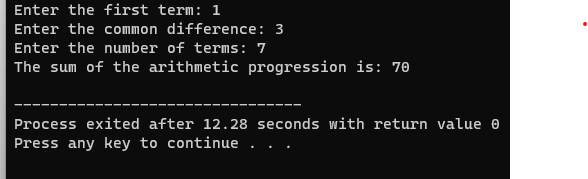 Enter the first term: 1
Enter the common difference: 3
Enter the number of terms: 7
The sum of the arithmetic progression is: 70
--------------------------------
Process exited after 12.28 seconds with return value 0
Press any key to continue . . .